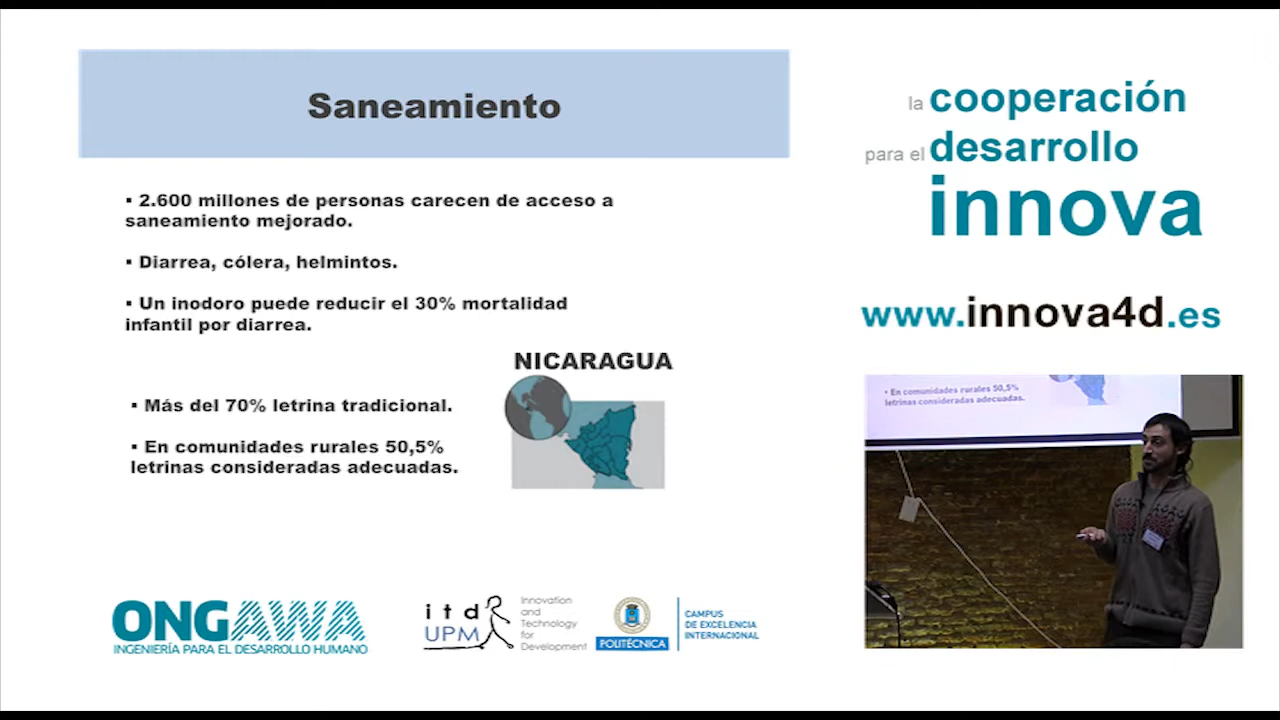 Saneamiento
▪ 2.600 millones de personas carecen de acceso a
saneamiento mejorado.
▪ Diarrea, cólera, helmintos.
▪ Un inodoro puede reducir el 30% mortalidad
infantil por diarrea.
NICARAGUA
▪ Más del 70% letrina tradicional.
▪ En comunidades rurales 50,5%
letrinas consideradas adecuadas.
ONGAWA
INGENIERÍA PARA EL DESARROLLO HUMANO
itd
UPM
Innovation
and
Technology
for
Development
POLITÉCNICA
CAMPUS
DE EXCELENCIA
INTERNACIONAL
la cooperación
para el desarrollo
innova
www.innova4d.es
▪ En comunidades rurales 50,5%
letrinas consideradas adecuadas.